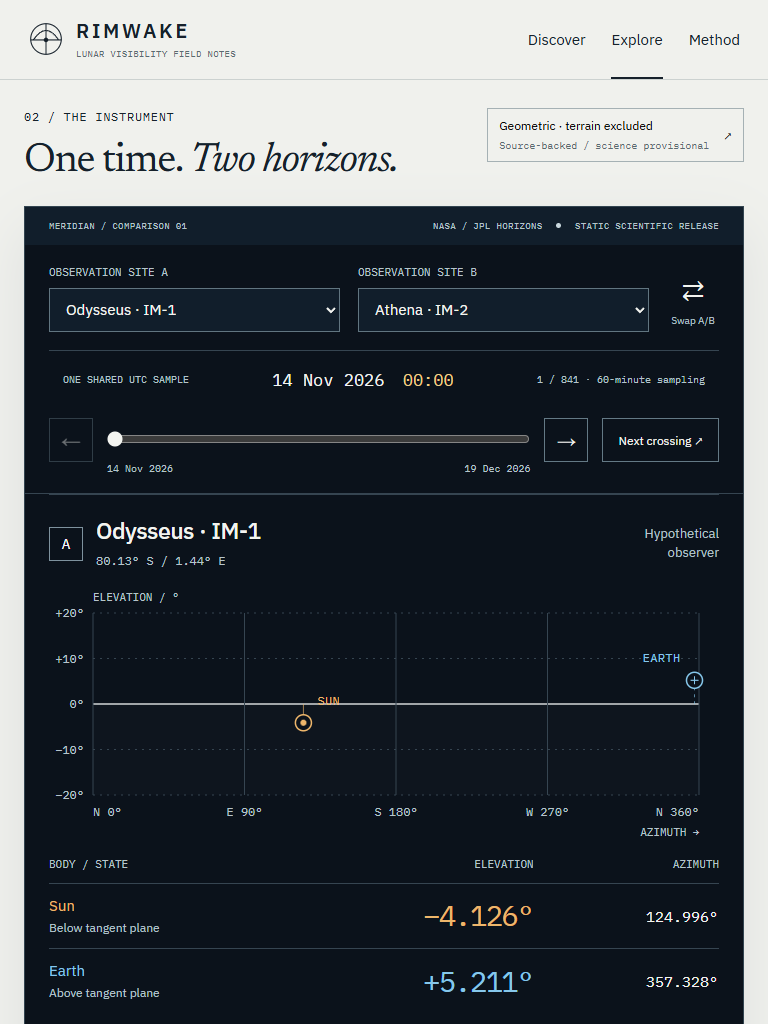 RIMWAKE
LUNAR VISIBILITY FIELD NOTES
Discover Explore Method
02 / THE INSTRUMENT
One time. Two horizons.
Geometric · terrain excluded
Source-backed / science provisional ↗
MERIDIAN / COMPARISON 01
NASA / JPL HORIZONS ● STATIC SCIENTIFIC RELEASE
OBSERVATION SITE A
OBSERVATION SITE B
Odysseus · IM-1
Athena · IM-2
⇄
Swap A/B
ONE SHARED UTC SAMPLE
14 Nov 2026 00:00
1 / 841 · 60-minute sampling
←
→
Next crossing ↗
14 Nov 2026
19 Dec 2026
A
Odysseus · IM-1
80.13° S / 1.44° E
Hypothetical
observer
ELEVATION / °
+20°
+10°
EARTH
0°
SUN
−10°
−20°
N 0° E 90° S 180° W 270° N 360°
AZIMUTH →
BODY / STATE ELEVATION AZIMUTH
Sun
Below tangent plane
−4.126° 124.996°
Earth
Above tangent plane
+5.211° 357.328°